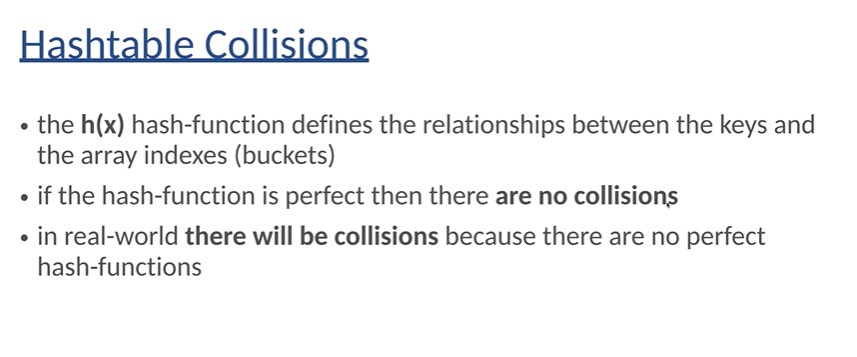 Hashtable Collisions
• the h(x) hash-function defines the relationships between the keys and
the array indexes (buckets)
• if the hash-function is perfect then there are no collisions
• in real-world there will be collisions because there are no perfect
hash-functions